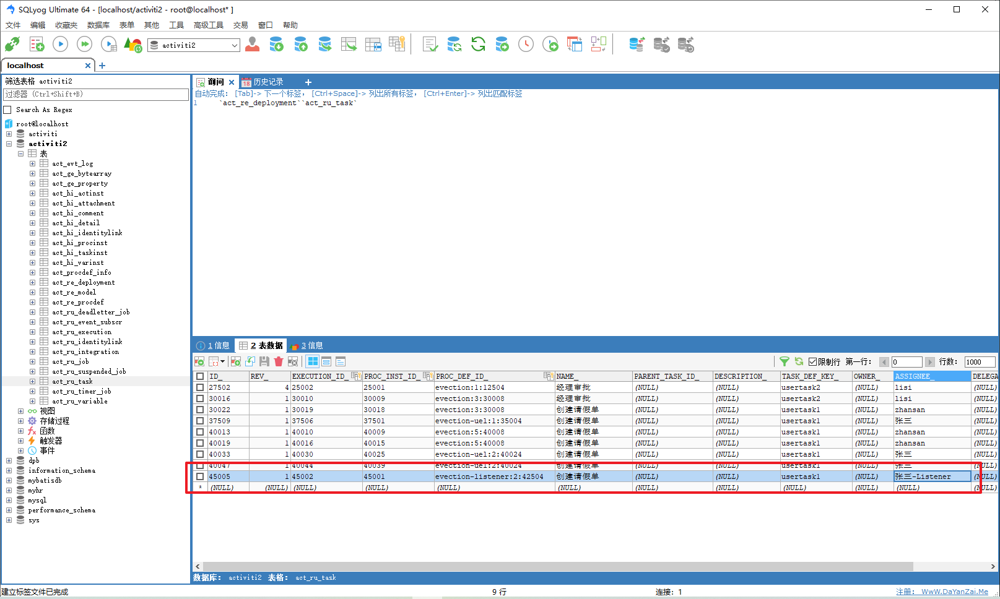 SQLyog Ultimate 64 - [localhost/activiti2 - root@localhost* ]
文件 编辑 收藏夹 数据库 表单 其他 工具 高级工具 交易 窗口 帮助
activiti2
localhost
筛选表格 activiti2
过滤器 (Ctrl+Shift+B)
Search As Regex
root@localhost
activiti
activiti2
表
act_evt_log
act_ge_bytearray
act_ge_property
act_hi_actinst
act_hi_attachment
act_hi_comment
act_hi_detail
act_hi_identitylink
act_hi_procinst
act_hi_taskinst
act_hi_varinst
act_procdef_info
act_re_deployment
act_re_model
act_re_procdef
act_ru_deadletter_job
act_ru_event_subscr
act_ru_execution
act_ru_identitylink
act_ru_integration
act_ru_job
act_ru_suspended_job
act_ru_task
act_ru_timer_job
act_ru_variable
视图
存储过程
函数
触发器
事件
dpb
information_schema
mybatisdb
myhr
mysql
performance_schema
sys
询问 18 历史记录
自动完成: [Tab]-> 下一个标签, [Ctrl+Space]-> 列出所有标签, [Ctrl+Enter]-> 列出匹配标签
1 `act_re_deployment``act_ru_task`
1 信息 2 表数据 3 信息
限制行 第一行: 0 行数: 1000
ID_ REV_ EXECUTION_ID_ PROC_INST_ID_ PROC_DEF_ID_ NAME_ PARENT_TASK_ID_ DESCRIPTION_ TASK_DEF_KEY_ OWNER_ ASSIGNEE_ DELEGA
27502 4 25002 25001 evection:1:12504 经理审批 (NULL) (NULL) usertask2 (NULL) lisi (NULL)
30016 1 30010 30009 evection:3:30008 经理审批 (NULL) (NULL) usertask2 (NULL) lisi (NULL)
30022 1 30019 30018 evection:3:30008 创建请假单 (NULL) (NULL) usertask1 (NULL) zhansan (NULL)
37509 1 37506 37501 evection-uel:1:35004 创建请假单 (NULL) (NULL) usertask1 (NULL) 张三 (NULL)
40013 1 40010 40009 evection:5:40008 创建请假单 (NULL) (NULL) usertask1 (NULL) zhansan (NULL)
40019 1 40016 40015 evection:5:40008 创建请假单 (NULL) (NULL) usertask1 (NULL) zhansan (NULL)
40033 1 40030 40025 evection-uel:2:40024 创建请假单 (NULL) (NULL) usertask1 (NULL) 张三 (NULL)
40047 1 40044 40039 evection-uel:2:40024 创建请假单 (NULL) (NULL) usertask1 (NULL) 张三 (NULL)
45005 1 45002 45001 evection-listener:2:42504 创建请假单 (NULL) (NULL) usertask1 (NULL) 张三-Listener (NULL)
* (NULL) (NULL) (NULL) (NULL) (NULL) (NULL) (NULL) (NULL) (NULL) (NULL) (NULL) (NULL)
数据库: activiti2 表格: act_ru_task
建立标签文件已完成 9 行 连接: 1 注册: WwW.DaYanZai.Me